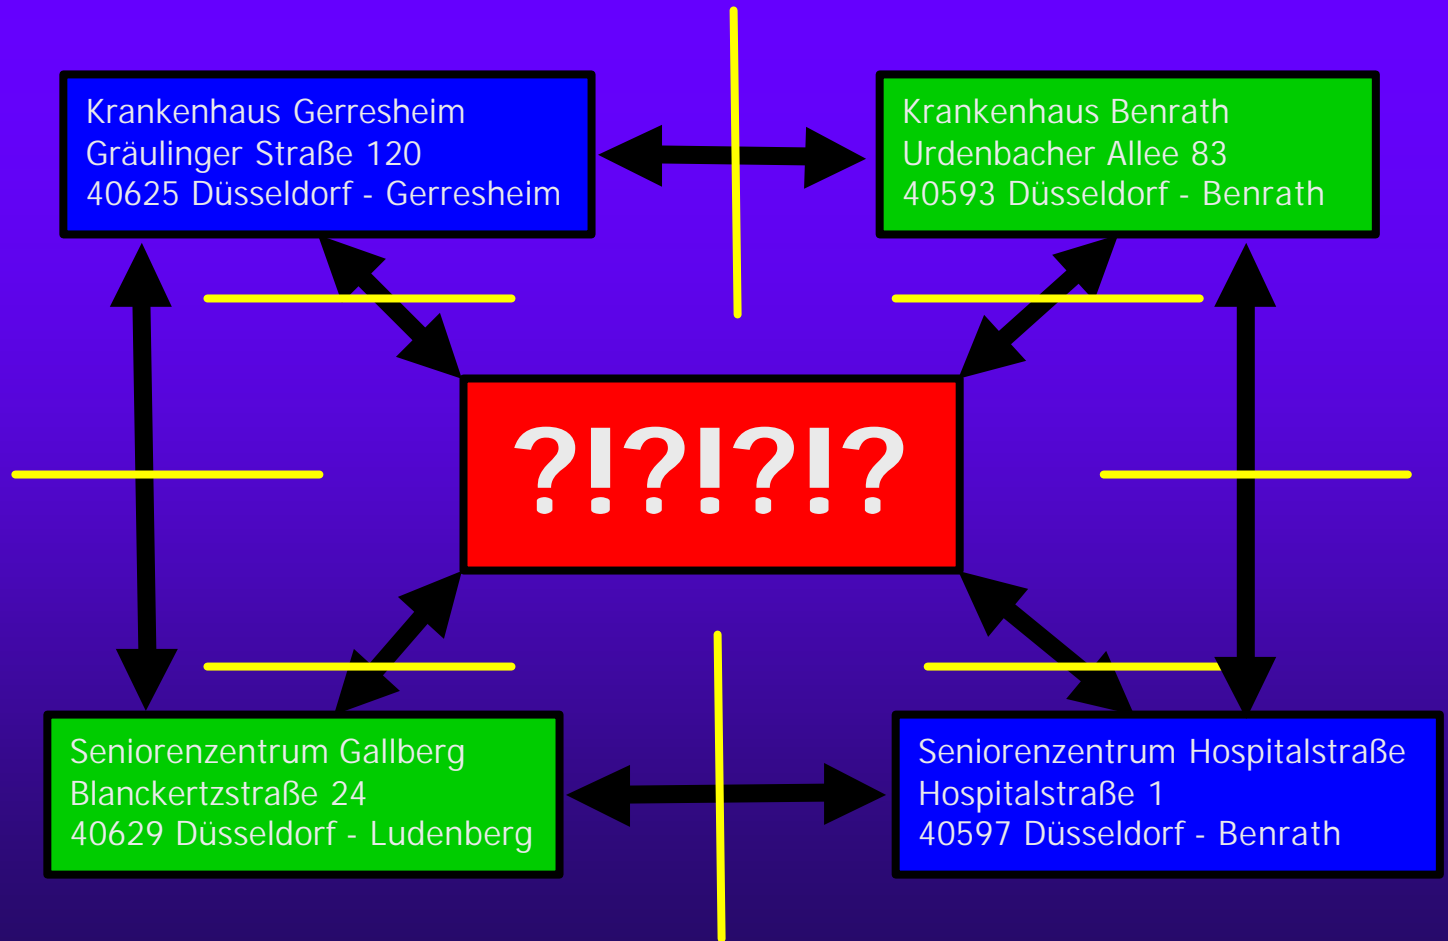 Krankenhaus Gerresheim
Gräulinger Straße 120
40625 Düsseldorf - Gerresheim
Krankenhaus Benrath
Urdenbacher Allee 83
40593 Düsseldorf - Benrath
?!?!?!?
Seniorenzentrum Gallberg
Blanckertzstraße 24
40629 Düsseldorf - Ludenberg
Seniorenzentrum Hospitalstraße
Hospitalstraße 1
40597 Düsseldorf - Benrath